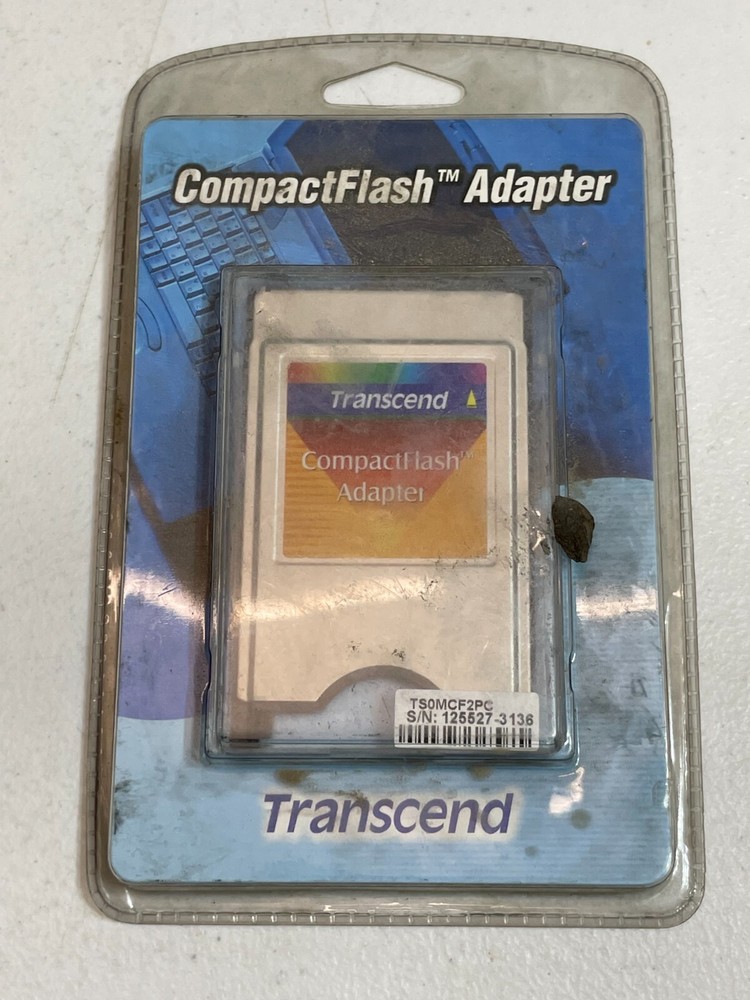 CompactFlash™ Adapter
Transcend
CompactFlash™
Adapter
TS0MCF2PC
S/N: 125527-3136
Transcend